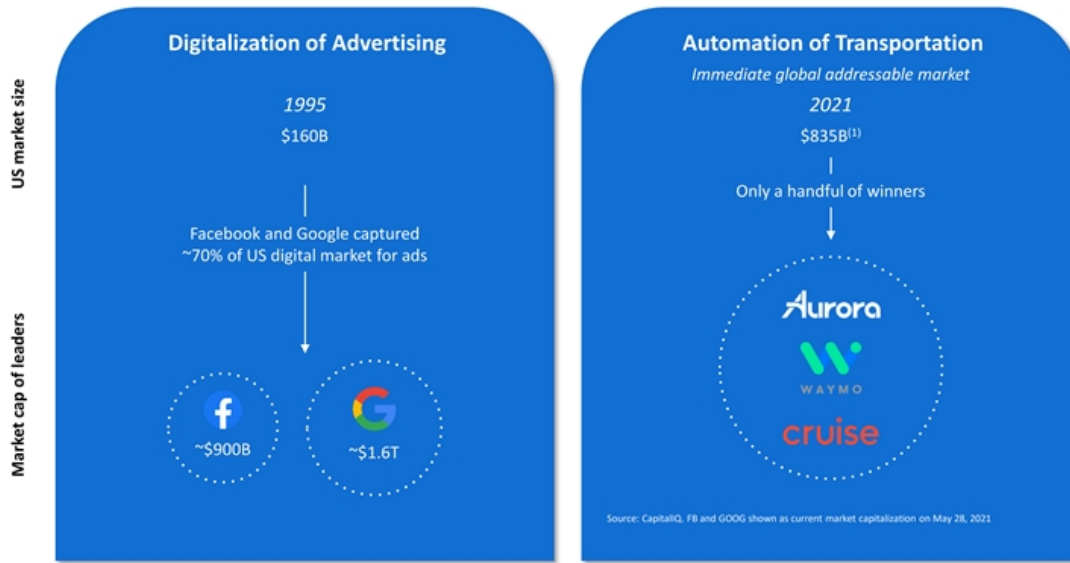 Digitalization of Advertising
US market size
1995
$160B
Facebook and Google captured
~70% of US digital market for ads
Market cap of leaders
~$900B
~$1.6T
Automation of Transportation
Immediate global addressable market
2021
$835B(1)
Only a handful of winners
Aurora
WAYMO
cruise
Source: CapitalIQ. FB and GOOG shown as current market capitalization on May 28, 2021